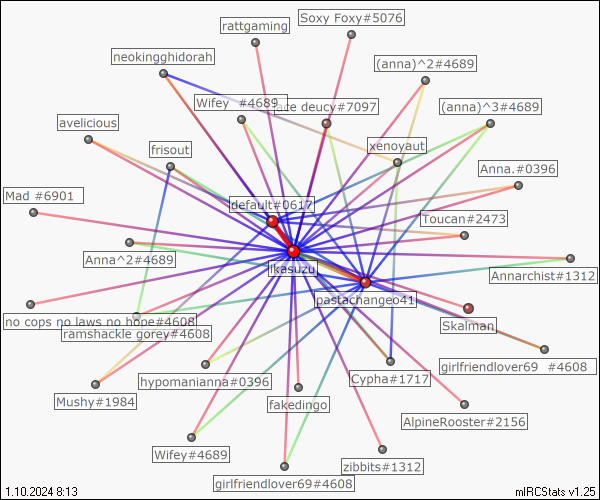 Soxy Foxy#5076
rattgaming
neokingghidorah
(anna)^2#4689
Wifey #4689
ace deucy#7097
(anna)^3#4689
avelicious
frisout
xenoyaut
Anna.#0396
Mad #6901
default#0617
Toucan#2473
Anna^2#4689
likasuzu
Annarchist#1312
pastachangeo41
no cops no laws no hope#4608
Skalman
ramshackle gorey#4608
girlfriendlover69 #4608
hypomanianna#0396
Cypha#1717
Mushy#1984
fakedingo
AlpineRooster#2156
Wifey#4689
zibbits#1312
girlfriendlover69#4608
1.10.2024 8:13
mIRCStats v1.25